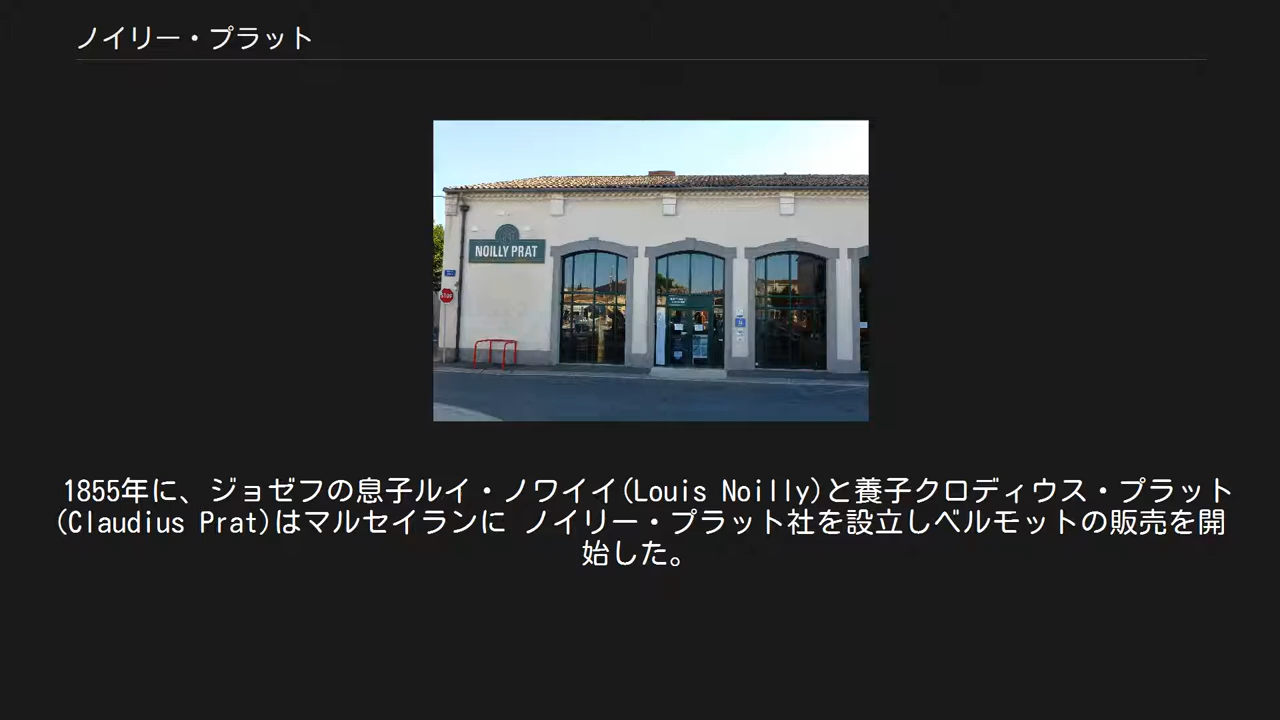 ノイリー・プラット
NOILLY PRAT
STOP
1855年に、ジョゼフの息子ルイ・ノワイイ(Louis Noilly)と養子クロディウス・プラット
(Claudius Prat)はマルセイランに ノイリー・プラット社を設立しベルモットの販売を開
始した。